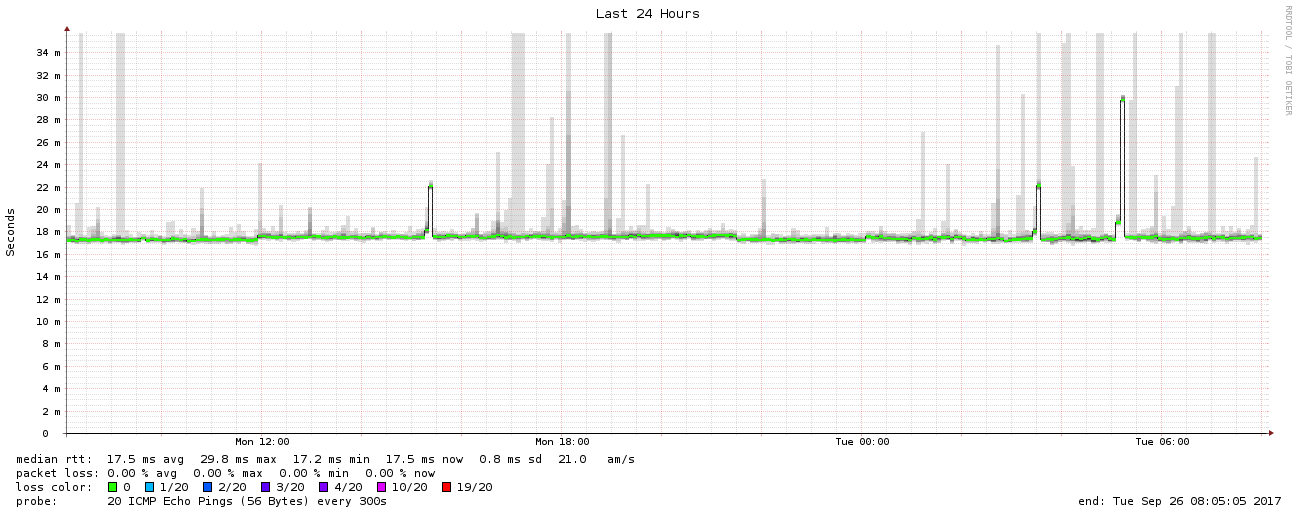 Last 24 Hours
RRDTOOL / TOBI OETIKER
Seconds
34 m
32 m
30 m
28 m
26 m
24 m
22 m
20 m
18 m
16 m
14 m
12 m
10 m
8 m
6 m
4 m
2 m
0
Mon 12:00 Mon 18:00 Tue 00:00 Tue 06:00
median rtt: 17.5 ms avg 29.8 ms max 17.2 ms min 17.5 ms now 0.8 ms sd 21.0 am/s
packet loss: 0.00 % avg 0.00 % max 0.00 % min 0.00 % now
loss color: 0 1/20 2/20 3/20 4/20 10/20 19/20
probe: 20 ICMP Echo Pings (56 Bytes) every 300s end: Tue Sep 26 08:05:05 2017